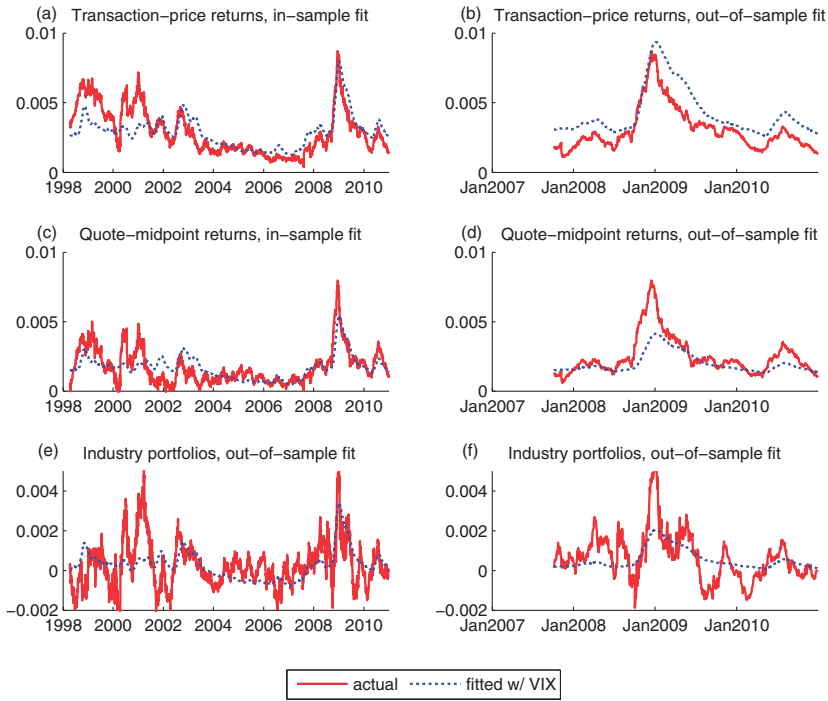 (a) Transaction−price returns, in−sample fit
0.01
0.005
0
1998 2000 2002 2004 2006 2008 2010
(b) Transaction−price returns, out−of−sample fit
0.01
0.005
0
Jan2007 Jan2008 Jan2009 Jan2010
(c) Quote−midpoint returns, in−sample fit
0.01
0.005
0
1998 2000 2002 2004 2006 2008 2010
(d) Quote−midpoint returns, out−of−sample fit
0.01
0.005
0
Jan2007 Jan2008 Jan2009 Jan2010
(e) Industry portfolios, out−of−sample fit
0.004
0.002
0
−0.002
1998 2000 2002 2004 2006 2008 2010
(f) Industry portfolios, out−of−sample fit
0.004
0.002
0
−0.002
Jan2007 Jan2008 Jan2009 Jan2010
actual fitted w/ VIX